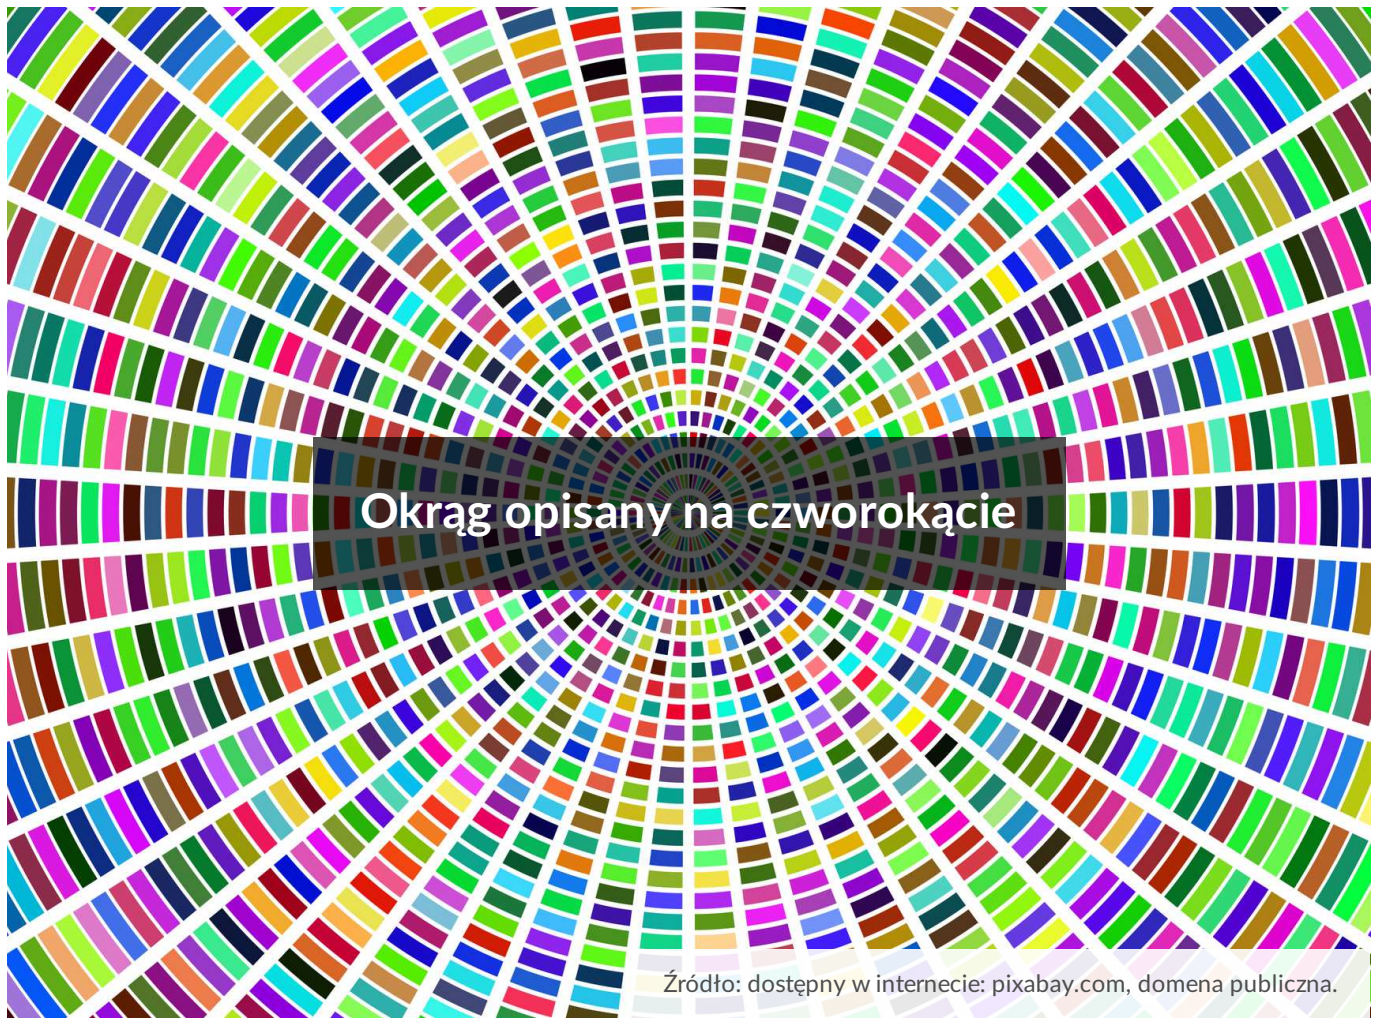 Okrąg opisany na czworokącie
Źródło: dostępny w internecie: pixabay.com, domena publiczna.